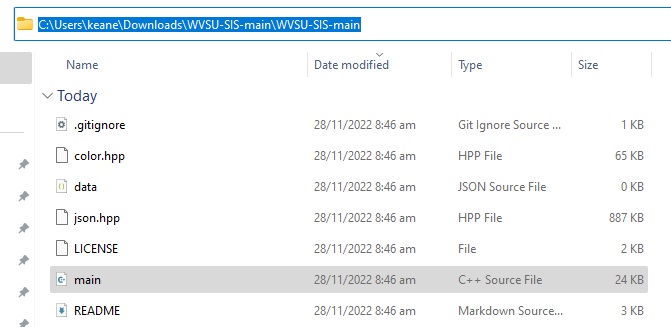 C:\Users\keane\Downloads\WVSU-SIS-main\WVSU-SIS-main
Name Date modified Type Size
Today
.gitignore 28/11/2022 8:46 am Git Ignore Source ... 1 KB
color.hpp 28/11/2022 8:46 am HPP File 65 KB
data 28/11/2022 8:46 am JSON Source File 0 KB
json.hpp 28/11/2022 8:46 am HPP File 887 KB
LICENSE 28/11/2022 8:46 am File 2 KB
main 28/11/2022 8:46 am C++ Source File 24 KB
README 28/11/2022 8:46 am Markdown Source... 3 KB